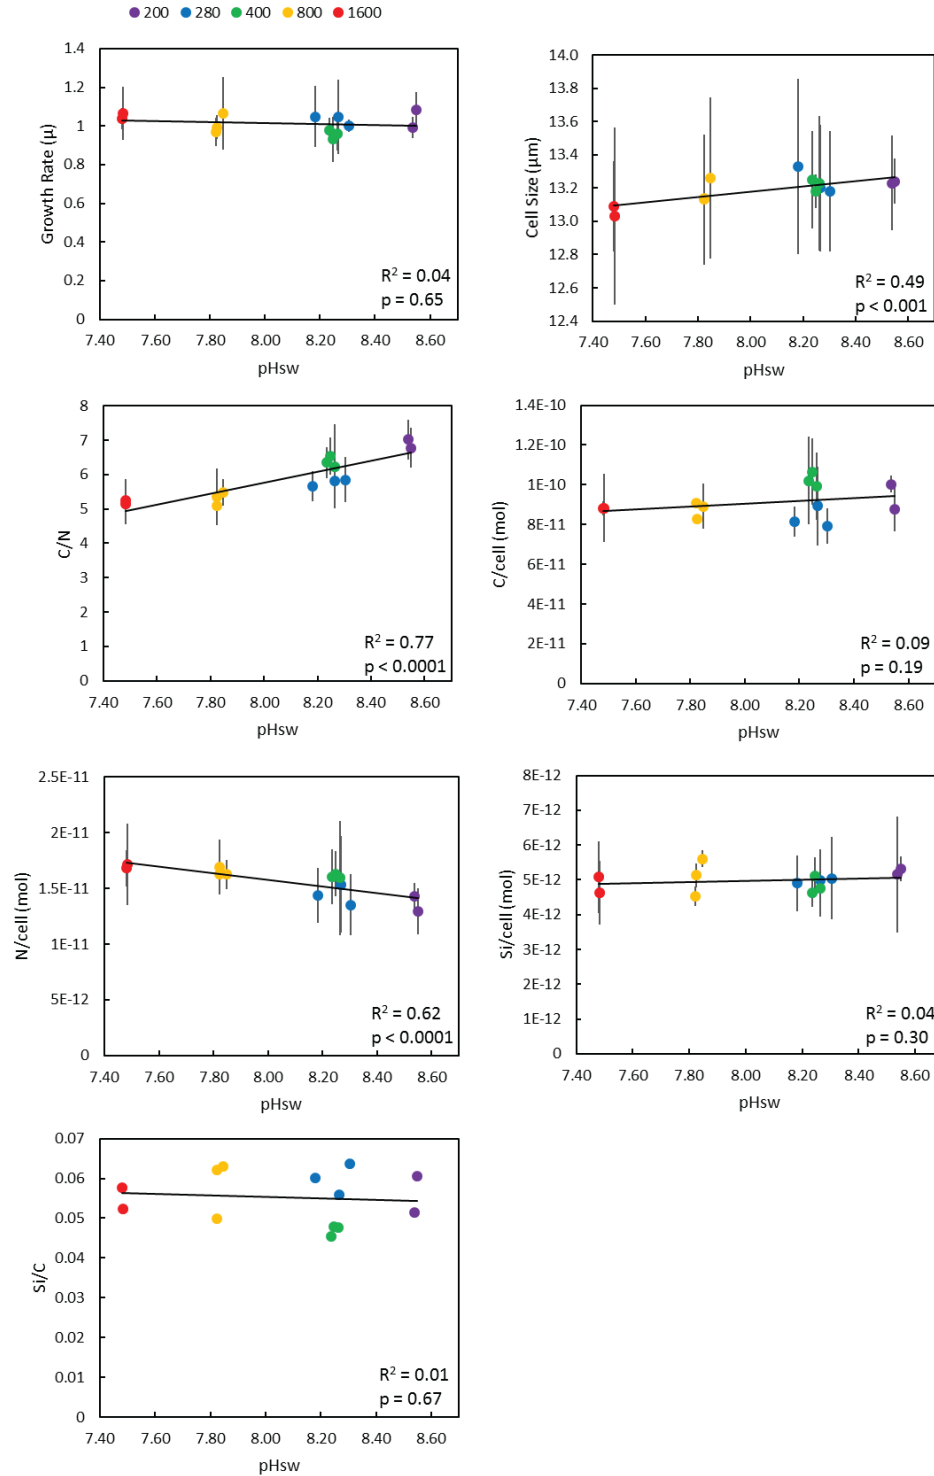 200 280 400 800 1600
1.4
1.2
1
0.8
0.6
0.4
0.2
0
Growth Rate (µ)
R² = 0.04
p = 0.65
7.40 7.60 7.80 8.00 8.20 8.40 8.60
pHsw
14.0
13.8
13.6
13.4
13.2
13.0
12.8
12.6
12.4
Cell Size (µm)
R² = 0.49
p < 0.001
7.40 7.60 7.80 8.00 8.20 8.40 8.60
pHsw
8
7
6
5
4
3
2
1
0
C/N
R² = 0.77
p < 0.0001
7.40 7.60 7.80 8.00 8.20 8.40 8.60
pHsw
1.4E-10
1.2E-10
1E-10
8E-11
6E-11
4E-11
2E-11
0
C/cell (mol)
R² = 0.09
p = 0.19
7.40 7.60 7.80 8.00 8.20 8.40 8.60
pHsw
2.5E-11
2E-11
1.5E-11
1E-11
5E-12
0
N/cell (mol)
R² = 0.62
p < 0.0001
7.40 7.60 7.80 8.00 8.20 8.40 8.60
pHsw
8E-12
7E-12
6E-12
5E-12
4E-12
3E-12
2E-12
1E-12
0
Si/cell (mol)
R² = 0.04
p = 0.30
7.40 7.60 7.80 8.00 8.20 8.40 8.60
pHsw
0.07
0.06
0.05
0.04
0.03
0.02
0.01
0
Si/C
R² = 0.01
p = 0.67
7.40 7.60 7.80 8.00 8.20 8.40 8.60
pHsw